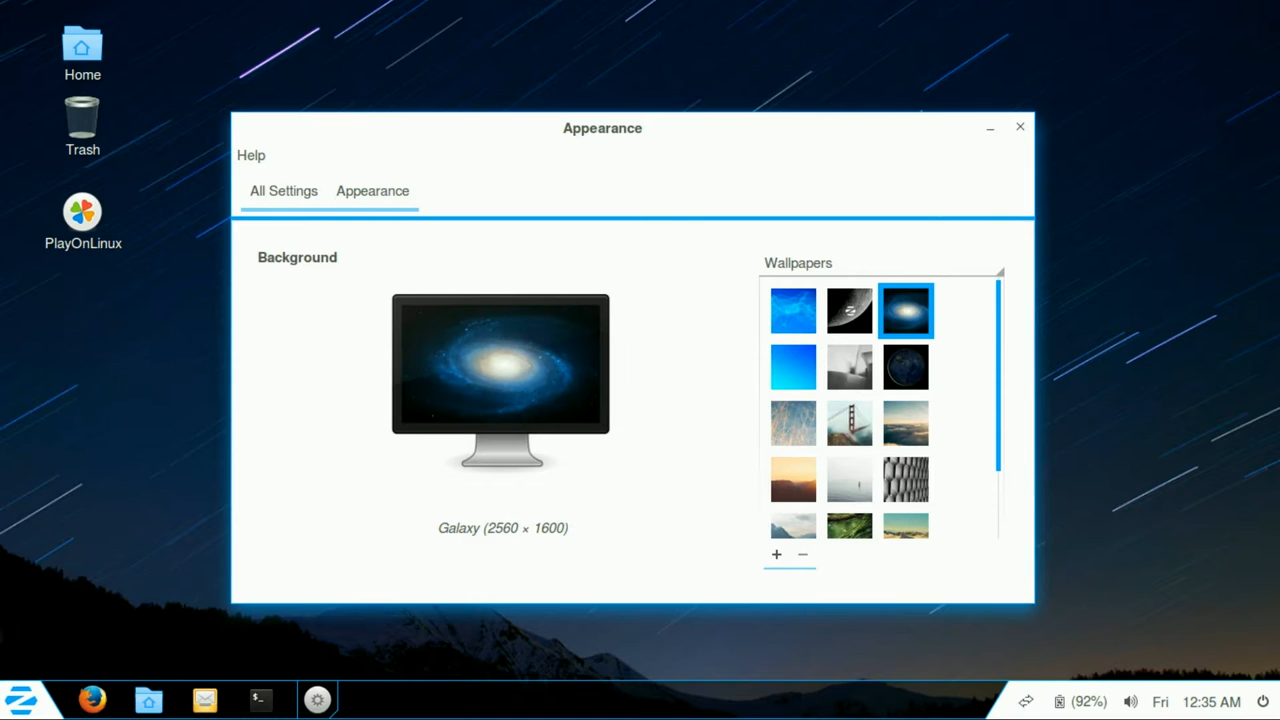 Home
Trash
PlayOnLinux
Appearance
Help
All Settings
Appearance
Background
Wallpapers
Galaxy (2560 × 1600)
(92%)
Fri
12:35 AM